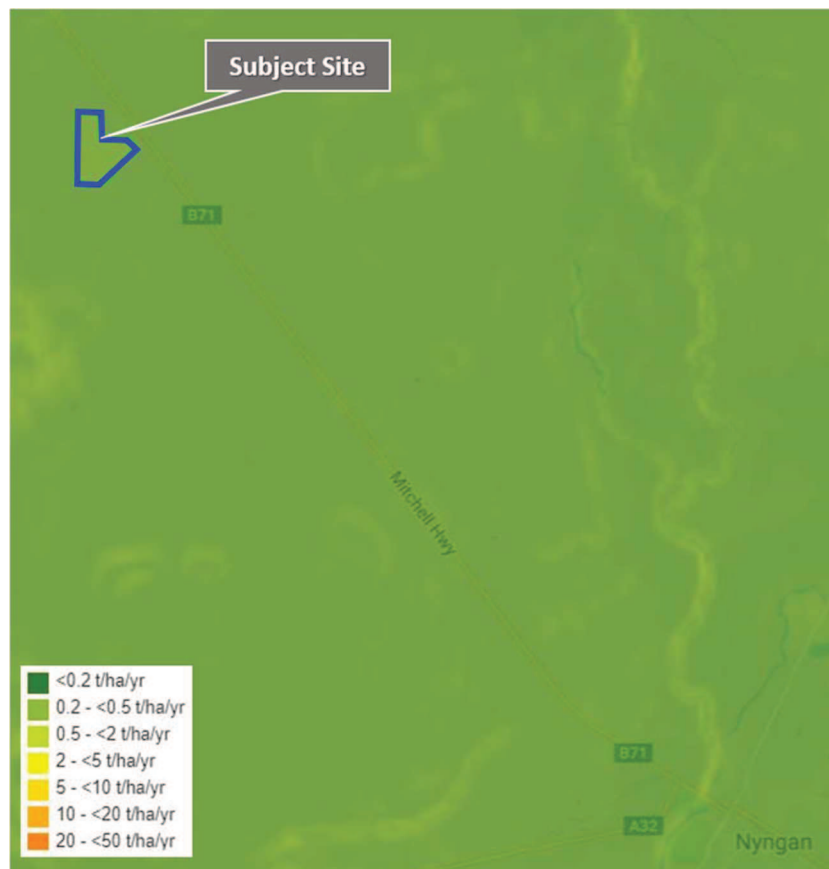 Subject Site
B71
Mitchell Hwy
<0.2 t/ha/yr
0.2 - <0.5 t/ha/yr
0.5 - <2 t/ha/yr
2 - <5 t/ha/yr
5 - <10 t/ha/yr
10 - <20 t/ha/yr
20 - <50 t/ha/yr
B71
A32
Nyngan